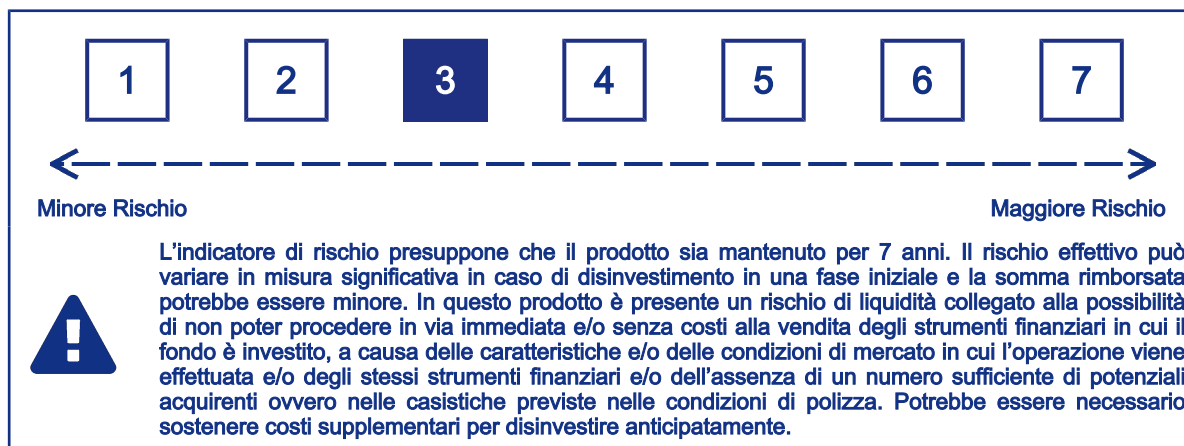 1 2 3 4 5 6 7
Minore Rischio Maggiore Rischio
L'indicatore di rischio presuppone che il prodotto sia mantenuto per 7 anni. Il rischio effettivo può
variare in misura significativa in caso di disinvestimento in una fase iniziale e la somma rimborsata
potrebbe essere minore. In questo prodotto è presente un rischio di liquidità collegato alla possibilità
di non poter procedere in via immediata e/o senza costi alla vendita degli strumenti finanziari in cui il
fondo è investito, a causa delle caratteristiche e/o delle condizioni di mercato in cui l'operazione viene
effettuata e/o degli stessi strumenti finanziari e/o dell'assenza di un numero sufficiente di potenziali
acquirenti ovvero nelle casistiche previste nelle condizioni di polizza. Potrebbe essere necessario
sostenere costi supplementari per disinvestire anticipatamente.